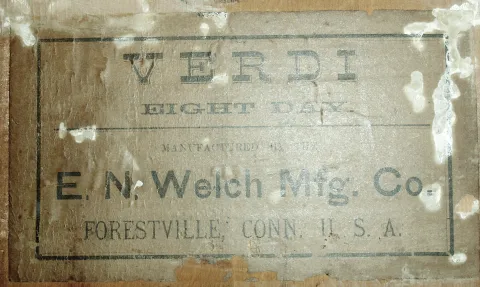 VERDI
EIGHT DAY.
MANUFACTURED BY THE
E. N. Welch Mfg. Co.
FORESTVILLE, CONN. U. S. A.